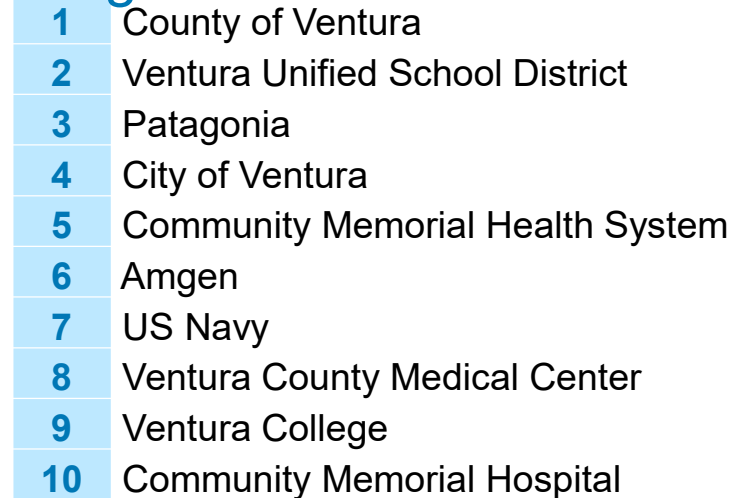 1 County of Ventura
2 Ventura Unified School District
3 Patagonia
4 City of Ventura
5 Community Memorial Health System
6 Amgen
7 US Navy
8 Ventura County Medical Center
9 Ventura College
10 Community Memorial Hospital